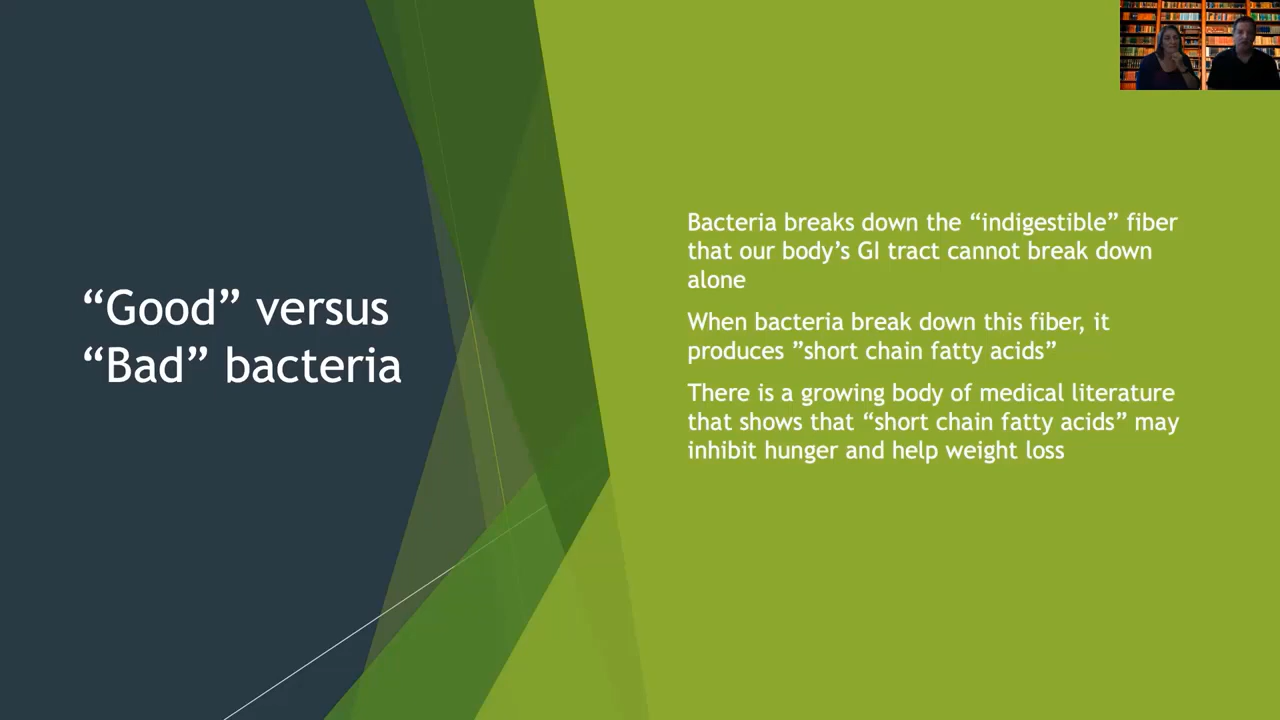 “Good” versus
“Bad” bacteria
Bacteria breaks down the “indigestible” fiber
that our body’s GI tract cannot break down
alone
When bacteria break down this fiber, it
produces ”short chain fatty acids”
There is a growing body of medical literature
that shows that “short chain fatty acids” may
inhibit hunger and help weight loss